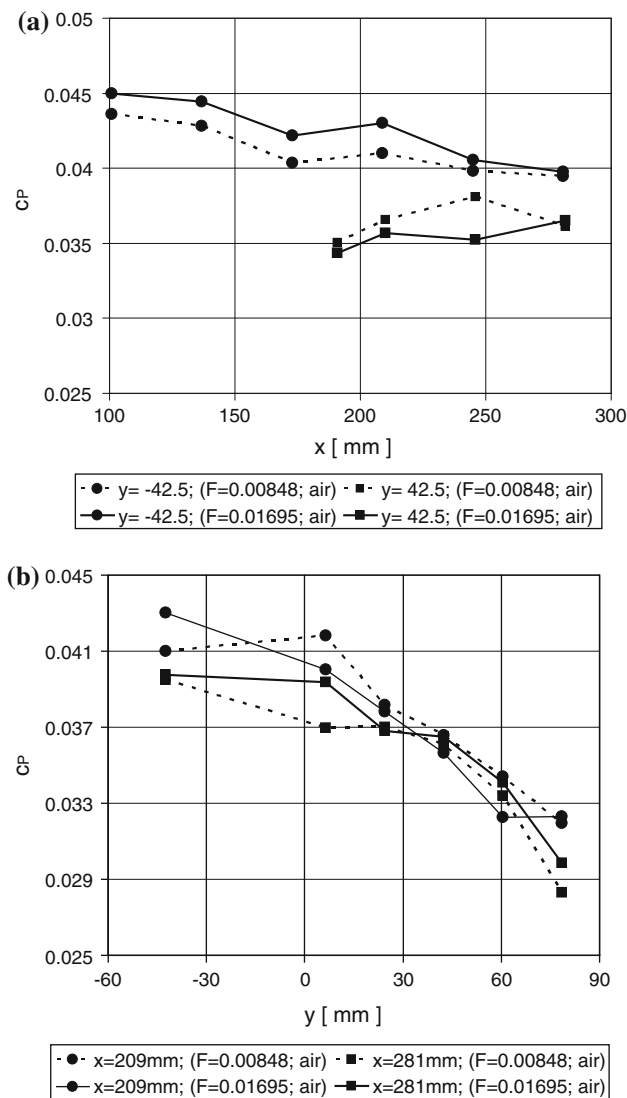 (a)
0.05
0.045
0.04
0.035
0.03
0.025
cP
100 150 200 250 300
x [ mm ]
y= -42.5; (F=0.00848; air) y= 42.5; (F=0.00848; air)
y= -42.5; (F=0.01695; air) y= 42.5; (F=0.01695; air)
(b)
0.045
0.041
0.037
0.033
0.029
0.025
cP
-60 -30 0 30 60 90
y [ mm ]
x=209mm; (F=0.00848; air) x=281mm; (F=0.00848; air)
x=209mm; (F=0.01695; air) x=281mm; (F=0.01695; air)